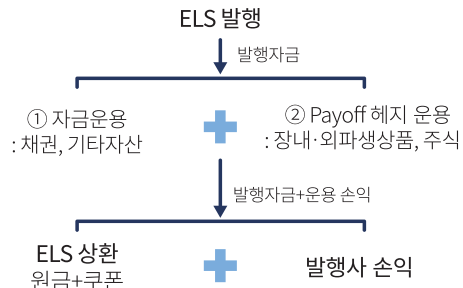 ELS 발행
발행자금
① 자금운용
: 채권, 기타자산
② Payoff 헤지 운용
: 장내·외파생상품, 주식
발행자금+운용 손익
ELS 상환
원금+쿠폰
발행사 손익